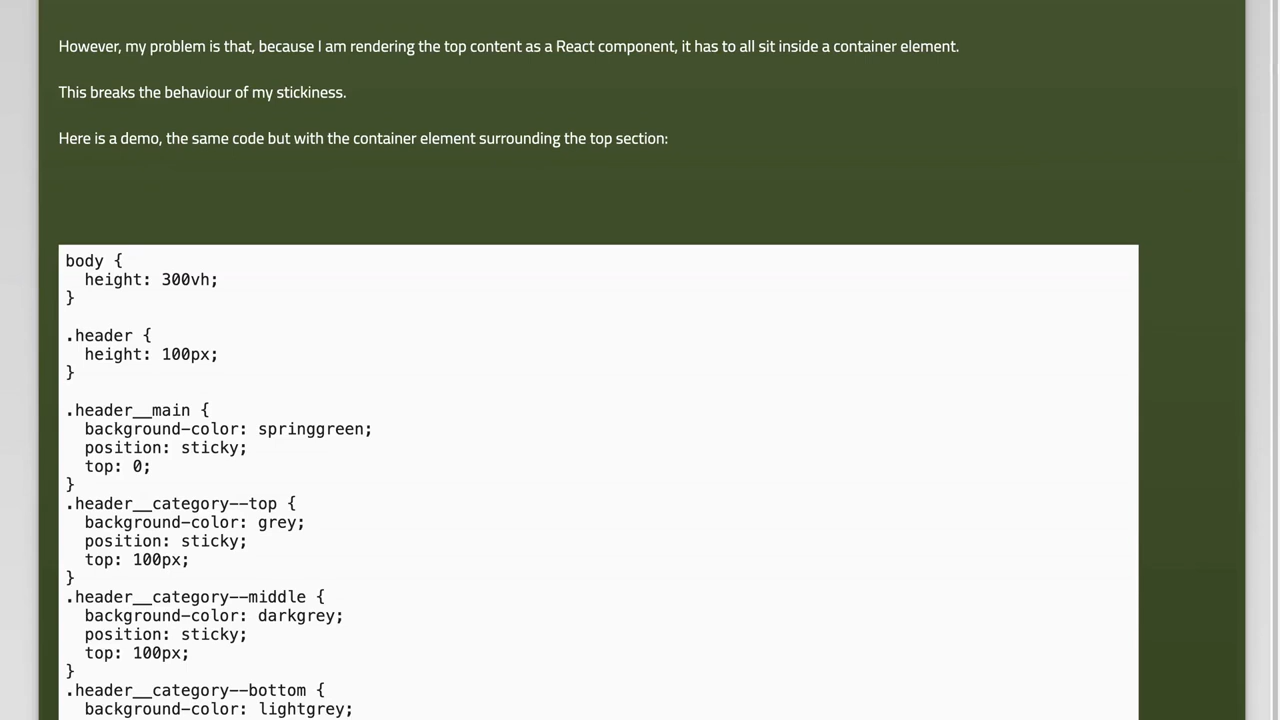 However, my problem is that, because I am rendering the top content as a React component, it has to all sit inside a container element.
This breaks the behaviour of my stickiness.
Here is a demo, the same code but with the container element surrounding the top section:
body {
  height: 300vh;
}
.header {
  height: 100px;
}
.header__main {
  background-color: springgreen;
  position: sticky;
  top: 0;
}
.header__category--top {
  background-color: grey;
  position: sticky;
  top: 100px;
}
.header__category--middle {
  background-color: darkgrey;
  position: sticky;
  top: 100px;
}
.header__category--bottom {
  background-color: lightgrey;